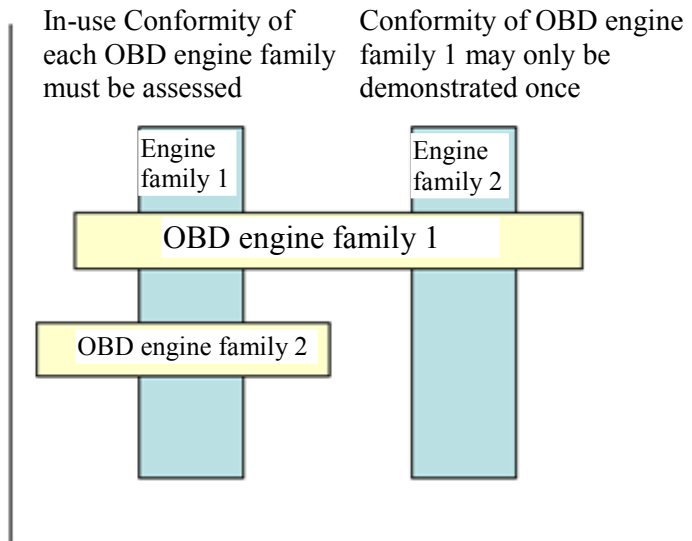 In-use Conformity of
each OBD engine family
must be assessed
Conformity of OBD engine
family 1 may only be
demonstrated once
Engine
family 1
Engine
family 2
OBD engine family 1
OBD engine family 2